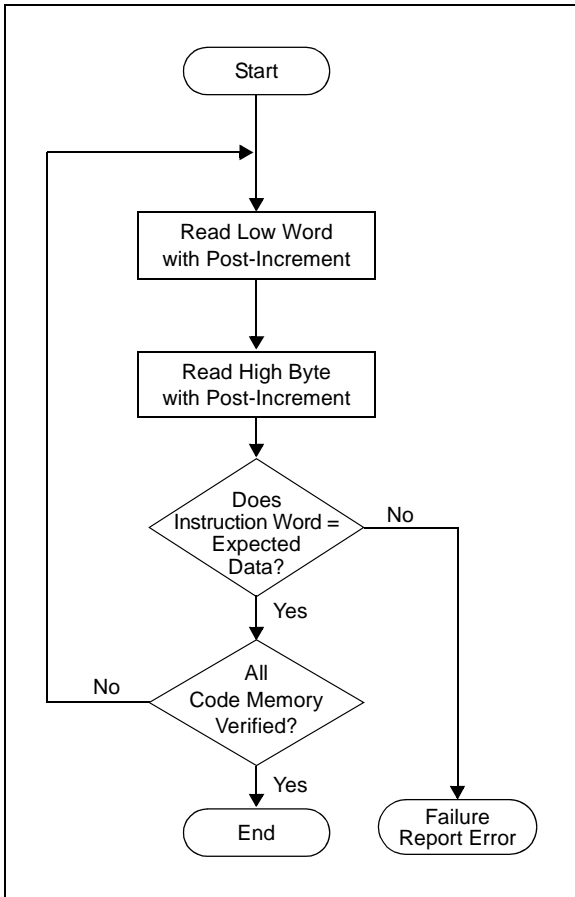 Start
Read Low Word
with Post-Increment
Read High Byte
with Post-Increment
Does
Instruction Word =
Expected
Data?
No
Yes
All
Code Memory
Verified?
No
Yes
End
Failure
Report Error